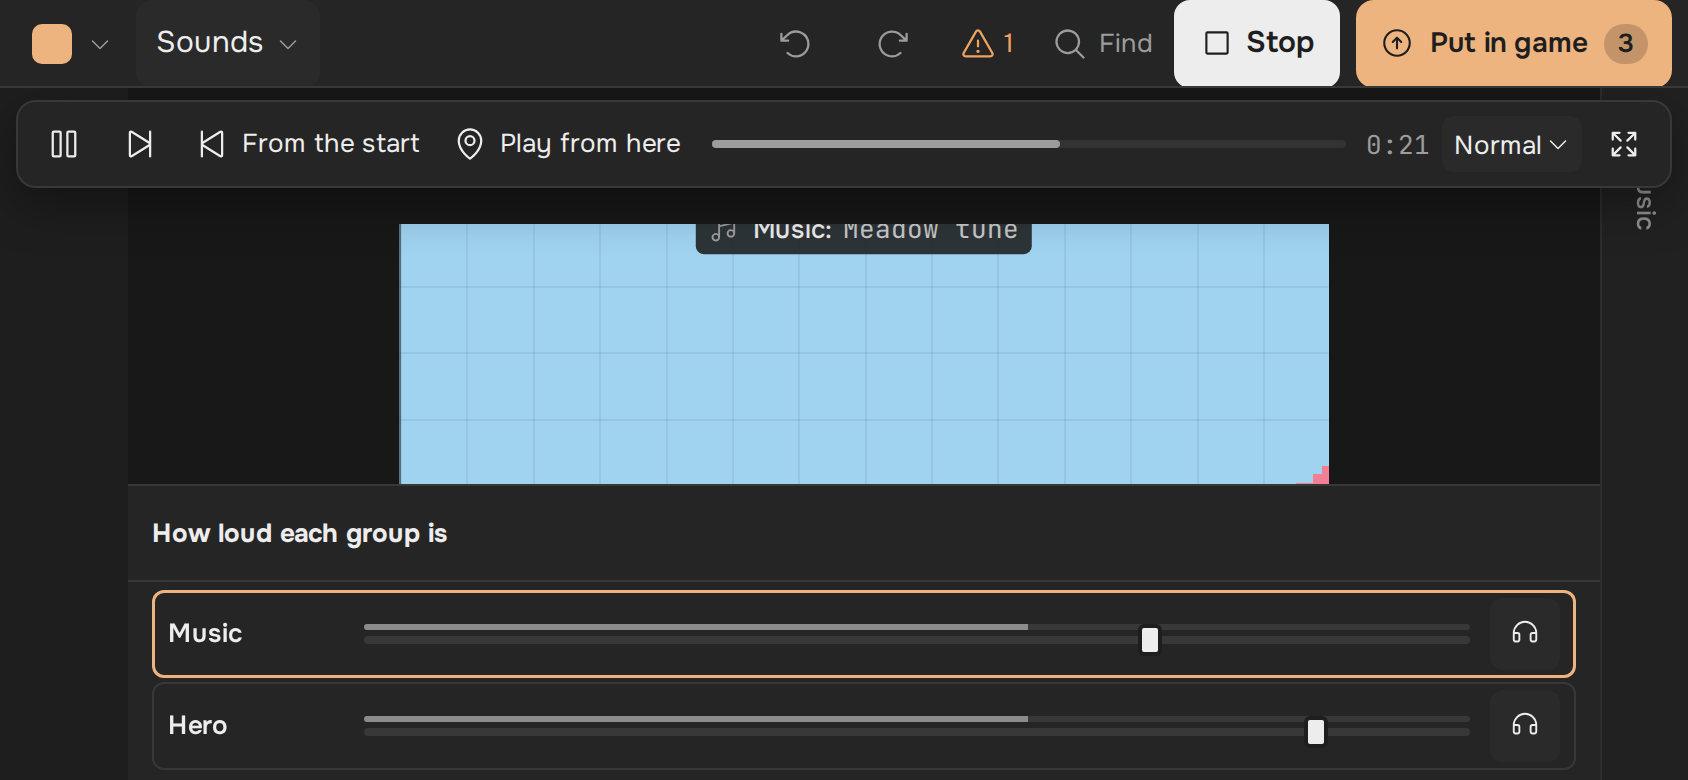 Sounds
1
Find
Stop
Put in game 3
From the start
Play from here
0:21
Normal
Music: Meadow tune
How loud each group is
Music
Hero